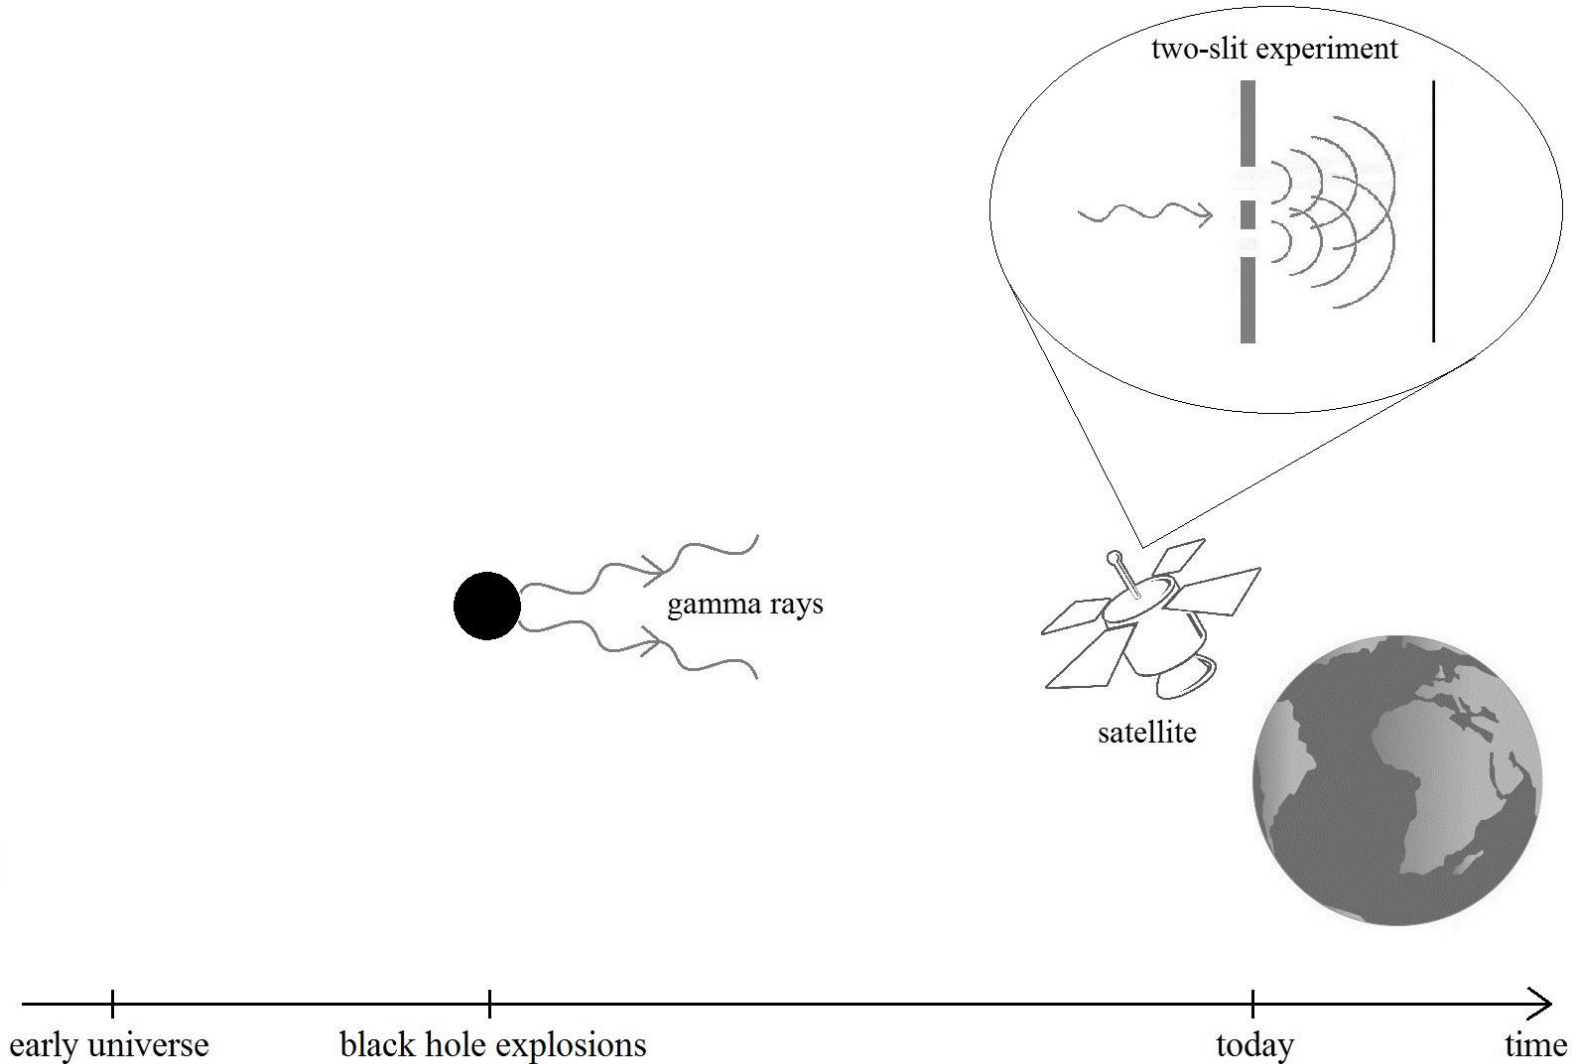 two-slit experiment
gamma rays
satellite
early universe
black hole explosions
today
time